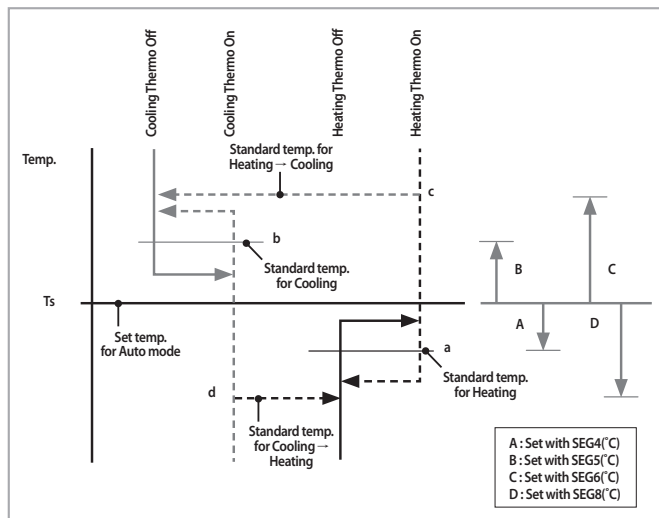 Cooling Thermo Off
Cooling Thermo On
Heating Thermo Off
Heating Thermo On
Temp.
Standard temp. for
Heating → Cooling
c
b
Standard temp.
for Cooling
B
C
Ts
Set temp.
for Auto mode
A
D
a
Standard temp.
for Heating
d
Standard temp.
for Cooling →
Heating
A : Set with SEG4(˚C)
B : Set with SEG5(˚C)
C : Set with SEG6(˚C)
D : Set with SEG8(˚C)